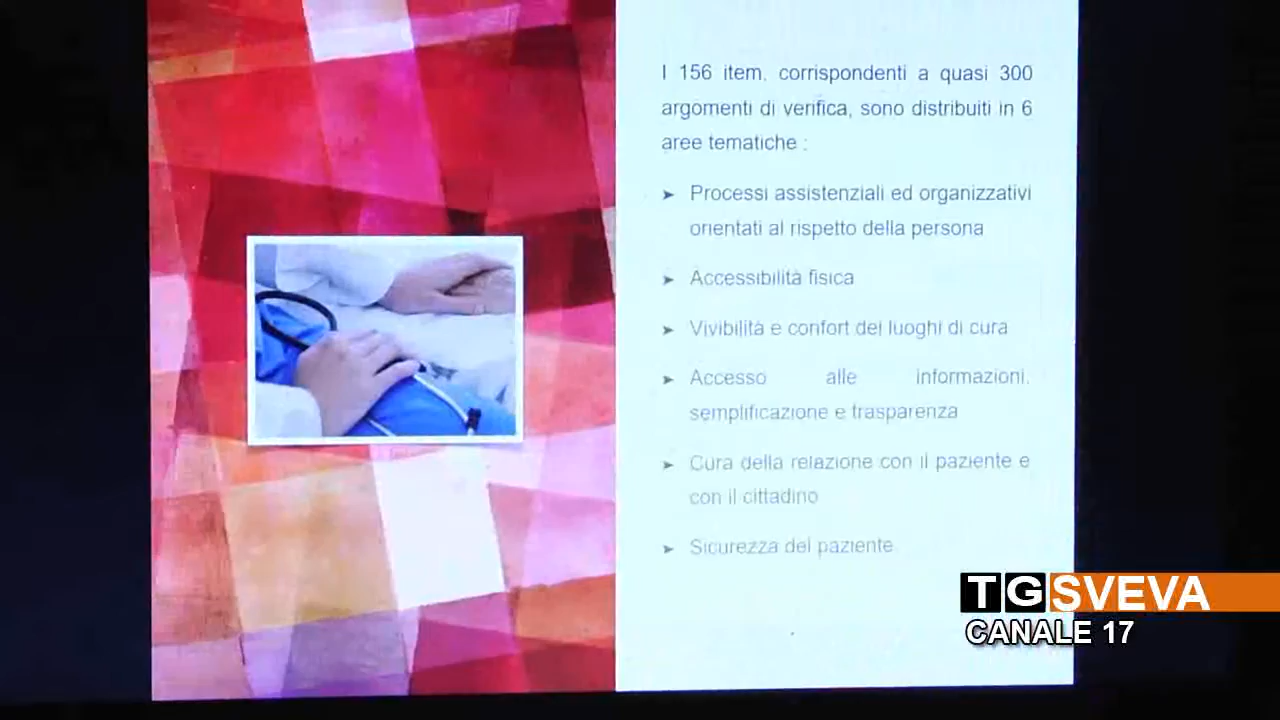 I 156 item, corrispondenti a quasi 300
argomenti di verifica, sono distribuiti in 6
aree tematiche :
➤ Processi assistenziali ed organizzativi
orientati al rispetto della persona
➤ Accessibilità fisica
➤ Vivibilità e confort dei luoghi di cura
➤ Accesso alle informazioni,
semplificazione e trasparenza
➤ Cura della relazione con il paziente e
con il cittadino
➤ Sicurezza del paziente
TGSVEVA
CANALE 17